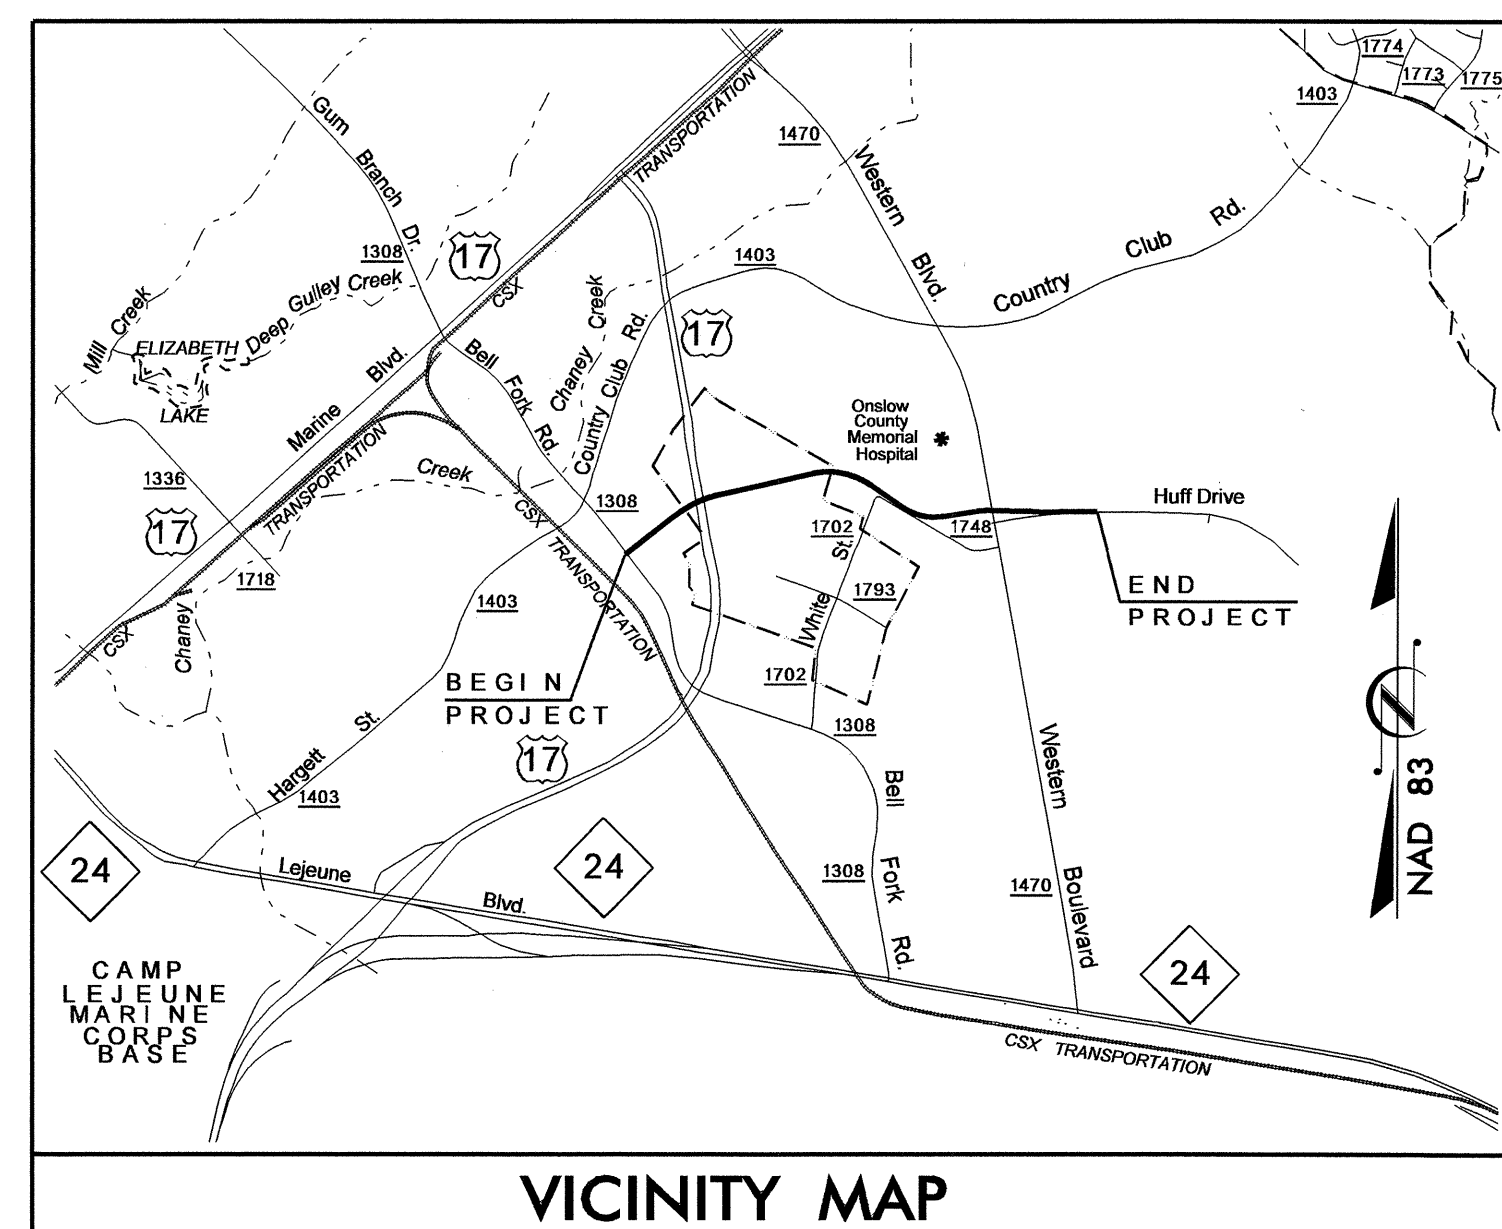 1774
1773
1775
1403
TRANSPORTATION
1470
Gum
Branch
Dr.
Western
Blvd.
Country
Club
Rd.
1308
17
1403
Gulley Creek
Deep
CSX
Mill Creek
ELIZABETH
LAKE
Chaney Creek
Country Club Rd.
17
Marine
Blvd.
Bell
Fork
Rd.
Onslow
County
Memorial
Hospital
1336
TRANSPORTATION
Creek
17
CSX
TRANSPORTATION
1308
1702
St.
1748
Huff Drive
1718
1403
1793
White
END
PROJECT
CSX
Chaney
BEGIN
PROJECT
1702
1308
17
Hargett
St.
1403
Western
Boulevard
Bell
Fork
Rd.
NAD 83
24
Lejeune
Blvd.
24
1308
1470
24
CAMP
LEJEUNE
MARINE
CORPS
BASE
CSX TRANSPORTATION
VICINITY MAP